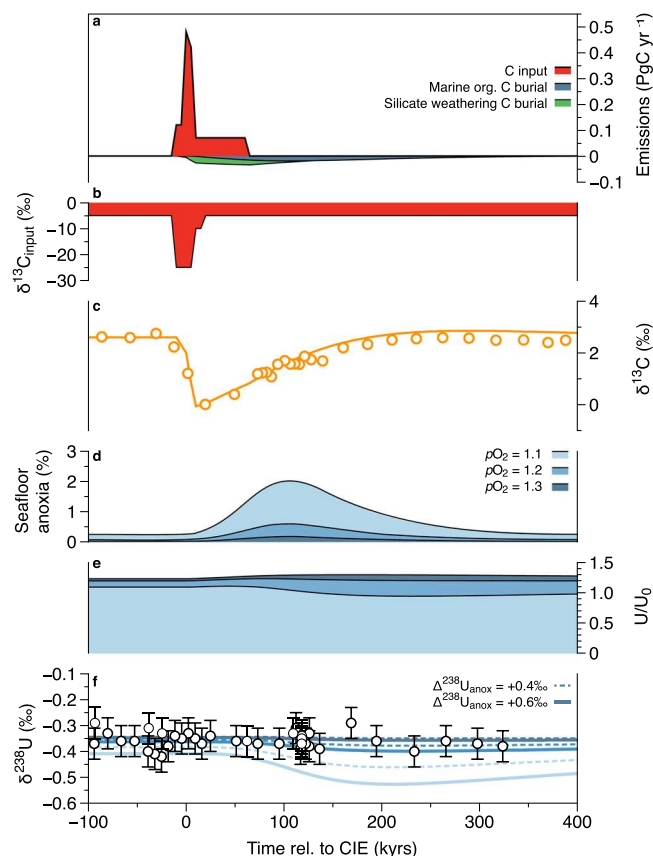 a
0.5
0.4
0.3
0.2
0.1
0
−0.1
Emissions (PgC yr⁻¹)
C input
Marine org. C burial
Silicate weathering C burial
b
0
−10
−20
−30
δ¹³C_input (‰)
c
4
2
0
δ¹³C (‰)
d
3
2
1
0
Seafloor
anoxia (%)
pO₂ = 1.1
pO₂ = 1.2
pO₂ = 1.3
e
1.5
1.0
0.5
0
U/U₀
f
−0.1
−0.2
−0.3
−0.4
−0.5
−0.6
δ²³⁸U (‰)
Δ²³⁸U_anox = +0.4‰
Δ²³⁸U_anox = +0.6‰
−100 0 100 200 300 400
Time rel. to CIE (kyrs)